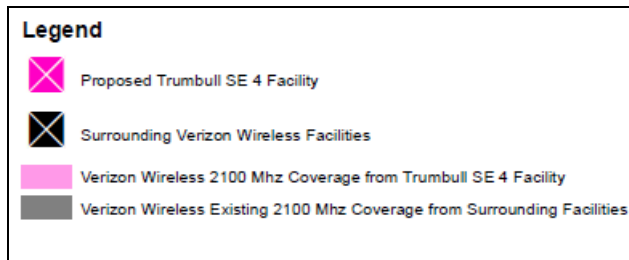 Legend
Proposed Trumbull SE 4 Facility
Surrounding Verizon Wireless Facilities
Verizon Wireless 2100 Mhz Coverage from Trumbull SE 4 Facility
Verizon Wireless Existing 2100 Mhz Coverage from Surrounding Facilities